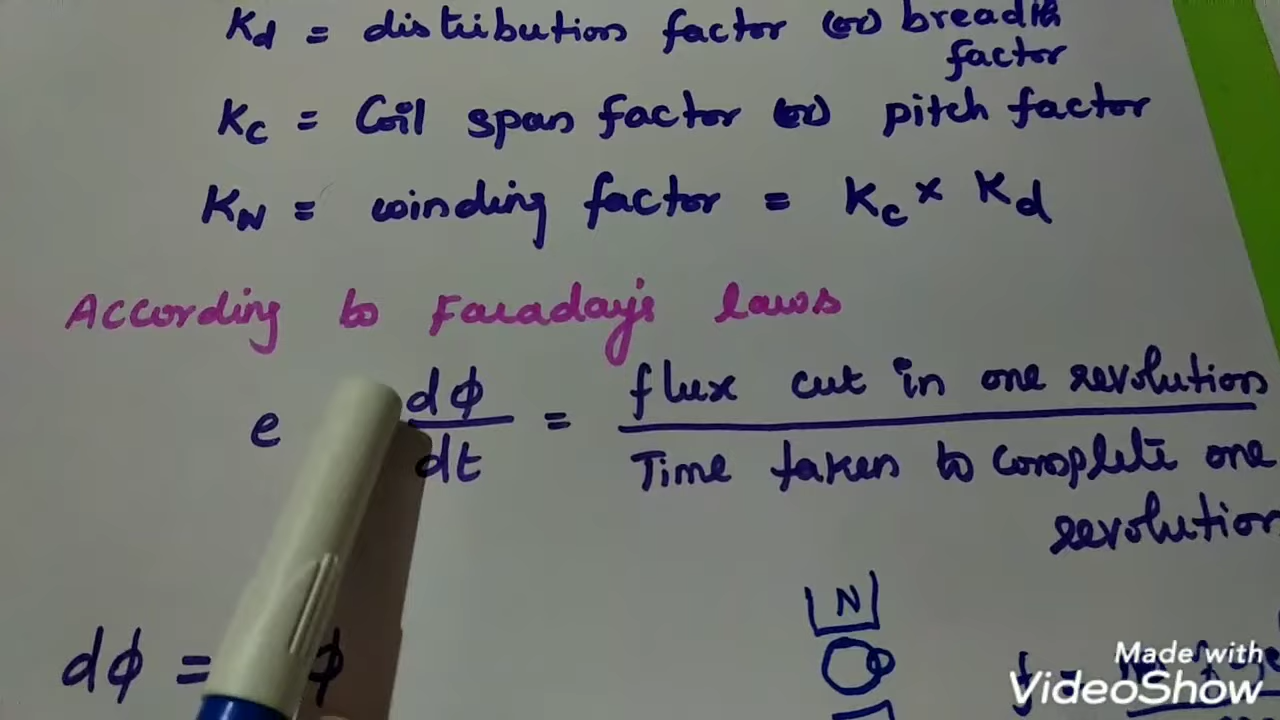 Kd = distribution factor (or) breadth
factor
Kc = Coil span factor (or) pitch factor
KN = winding factor = Kc × Kd
According to Faraday's laws
e dϕ/dt = flux cut in one revolution / Time taken to complete one
revolution
N
dϕ = ϕ
f =
Made with
VideoShow